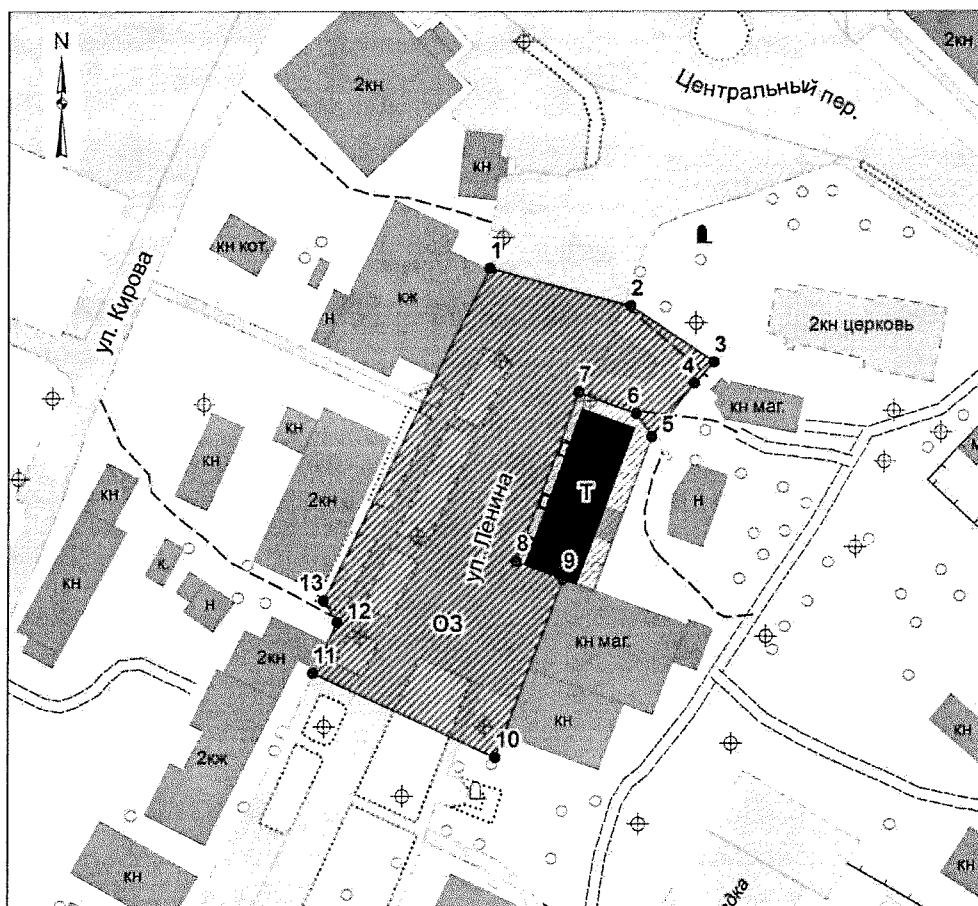 N
2кн
2кн
Центральный пер.
кн
кн кот.
1
кж
2
н
ул. Кирова
2кн церковь
3
4
7
6
кн маг.
5
кн
кн
2кн
Т
н
ул. Ленина
кн
8
9
к.
13
н
12
ОЗ
кн маг.
2кн
11
кн
кн
10
2кж
кн
кн